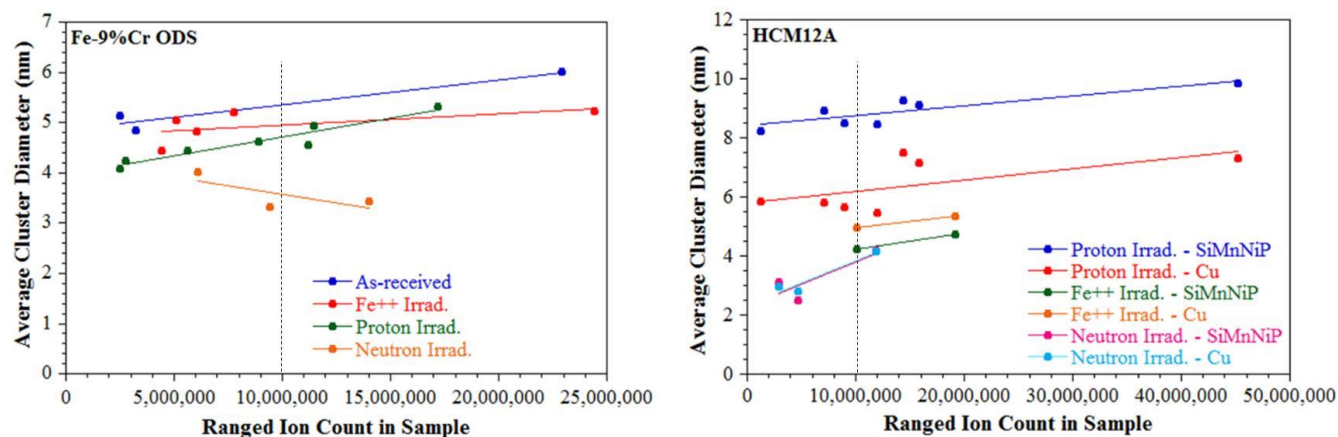 Fe-9%Cr ODS
Average Cluster Diameter (nm)
7
6
5
4
3
2
1
0
As-received
Fe++ Irrad.
Proton Irrad.
Neutron Irrad.
0
5,000,000
10,000,000
15,000,000
20,000,000
25,000,000
Ranged Ion Count in Sample
HCM12A
Average Cluster Diameter (nm)
12
10
8
6
4
2
0
Proton Irrad. - SiMnNiP
Proton Irrad. - Cu
Fe++ Irrad. - SiMnNiP
Fe++ Irrad. - Cu
Neutron Irrad. - SiMnNiP
Neutron Irrad. - Cu
0
10,000,000
20,000,000
30,000,000
40,000,000
50,000,000
Ranged Ion Count in Sample